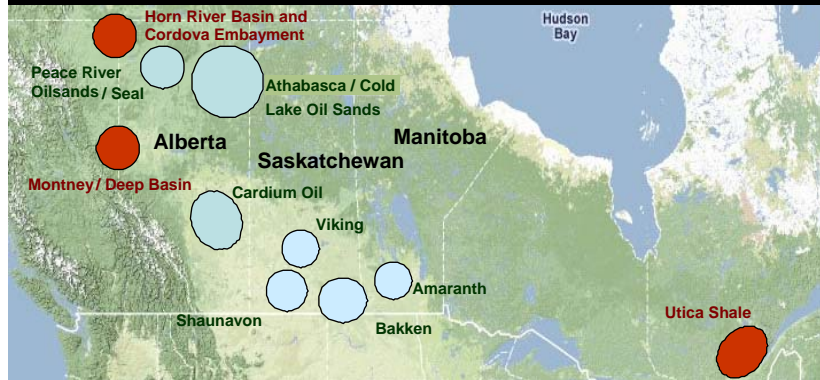 Horn River Basin and
Cordova Embayment
Hudson
Bay
Peace River
Oilsands / Seal
Athabasca / Cold
Lake Oil Sands
Alberta
Manitoba
Saskatchewan
Montney / Deep Basin
Cardium Oil
Viking
Amaranth
Shaunavon
Bakken
Utica Shale